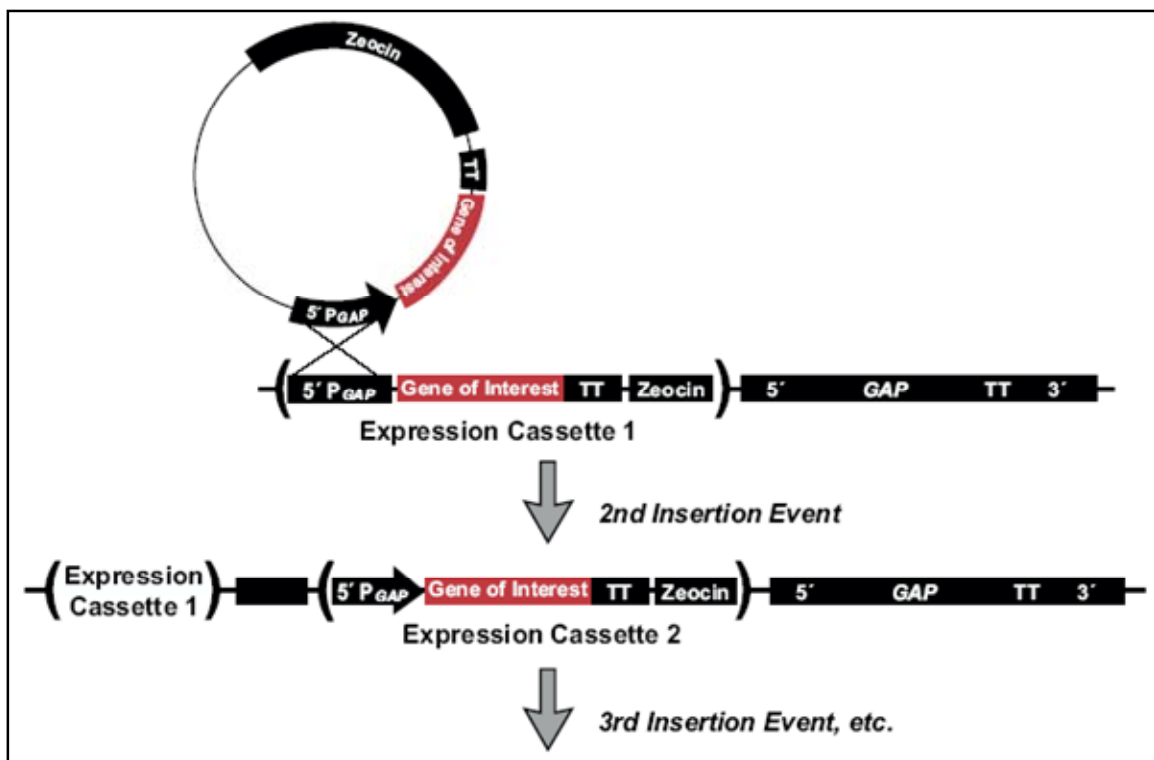 Zeocin
TT
Gene of Interest
5´ PGAP
( 5´ PGAP Gene of Interest TT Zeocin ) 5´ GAP TT 3´
Expression Cassette 1
2nd Insertion Event
( Expression
Cassette 1 ) ( 5´ PGAP Gene of Interest TT Zeocin ) 5´ GAP TT 3´
Expression Cassette 2
3rd Insertion Event, etc.